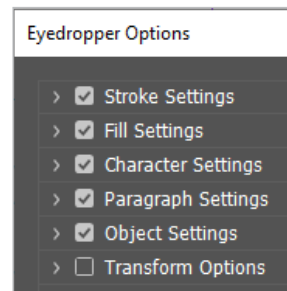 Eyedropper Options
Stroke Settings
Fill Settings
Character Settings
Paragraph Settings
Object Settings
Transform Options